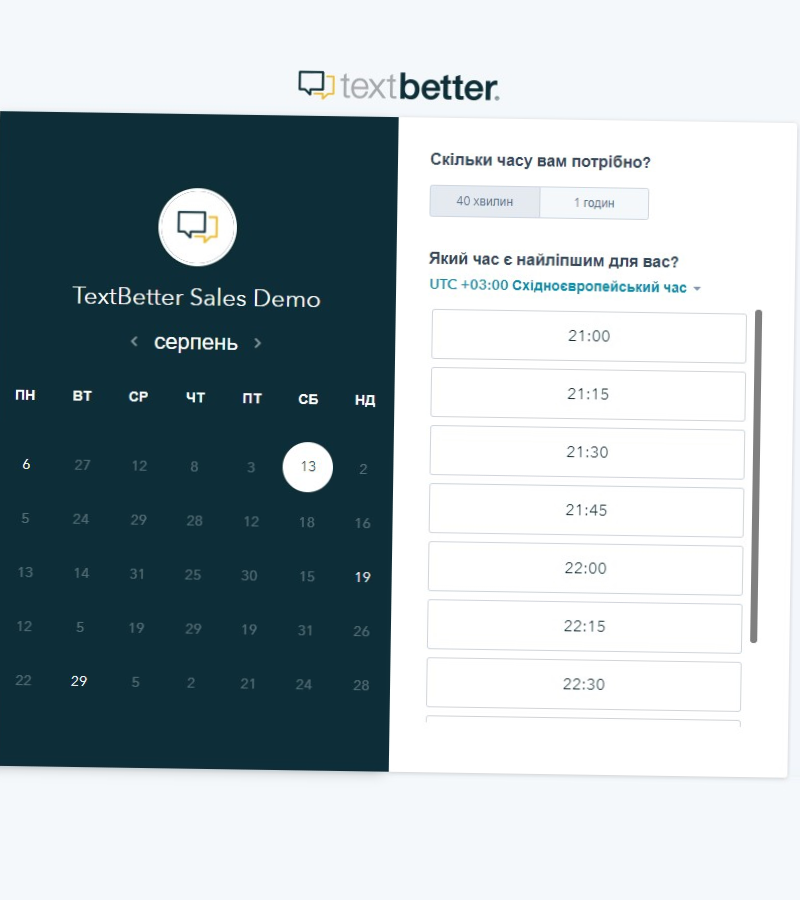 textbetter.
TextBetter Sales Demo
серпень
ПН ВТ СР ЧТ ПТ СБ НД
6 27 12 8 3 13 2
5 24 29 28 12 18 16
13 14 31 25 30 15 19
12 5 19 29 19 31 26
22 29 5 2 21 24 28
Скільки часу вам потрібно?
40 хвилин 1 годин
Який час є найліпшим для вас?
UTC +03:00 Східноєвропейський час
21:00
21:15
21:30
21:45
22:00
22:15
22:30